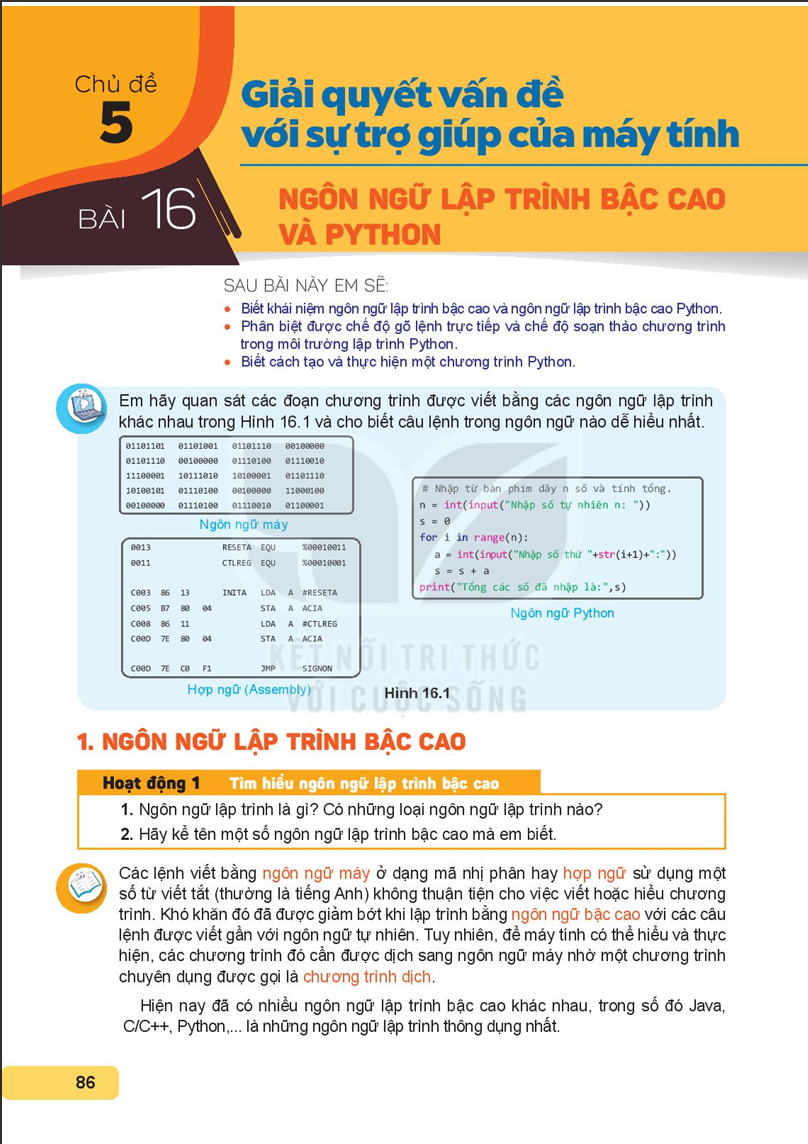 Chủ đề
5
Giải quyết vấn đề
với sự trợ giúp của máy tính
BÀI 16
NGÔN NGỮ LẬP TRÌNH BẬC CAO
VÀ PYTHON
SAU BÀI NÀY EM SẼ:
• Biết khái niệm ngôn ngữ lập trình bậc cao và ngôn ngữ lập trình bậc cao Python.
• Phân biệt được chế độ gõ lệnh trực tiếp và chế độ soạn thảo chương trình
trong môi trường lập trình Python.
• Biết cách tạo và thực hiện một chương trình Python.
Em hãy quan sát các đoạn chương trình được viết bằng các ngôn ngữ lập trình
khác nhau trong Hình 16.1 và cho biết câu lệnh trong ngôn ngữ nào dễ hiểu nhất.
01101101 01101001 01101110 00100000
01101110 00100000 01110100 01110010
11100001 10111010 10100001 01101110
10100101 01110100 00100000 11000100
00100000 01110100 01110010 01100001
Ngôn ngữ máy
0013 RESETA EQU %00010011
0011 CTLREG EQU %00010001
C003 86 13 INITA LDA A #RESETA
C005 B7 80 04 STA A ACIA
C008 86 11 LDA A #CTLREG
C00D 7E 80 04 STA A ACIA
C00D 7E C0 F1 JMP SIGNON
Hợp ngữ (Assembly)
# Nhập từ bàn phím dãy n số và tính tổng.
n = int(input("Nhập số tự nhiên n: "))
s = 0
for i in range(n):
a = int(input("Nhập số thứ "+str(i+1)+":"))
s = s + a
print("Tổng các số đã nhập là:",s)
Ngôn ngữ Python
Hình 16.1
KẾT NỐI TRI THỨC
VỚI CUỘC SỐNG
1. NGÔN NGỮ LẬP TRÌNH BẬC CAO
Hoạt động 1 Tìm hiểu ngôn ngữ lập trình bậc cao
1. Ngôn ngữ lập trình là gì? Có những loại ngôn ngữ lập trình nào?
2. Hãy kể tên một số ngôn ngữ lập trình bậc cao mà em biết.
Các lệnh viết bằng ngôn ngữ máy ở dạng mã nhị phân hay hợp ngữ sử dụng một
số từ viết tắt (thường là tiếng Anh) không thuận tiện cho việc viết hoặc hiểu chương
trình. Khó khăn đó đã được giảm bớt khi lập trình bằng ngôn ngữ bậc cao với các câu
lệnh được viết gần với ngôn ngữ tự nhiên. Tuy nhiên, để máy tính có thể hiểu và thực
hiện, các chương trình đó cần được dịch sang ngôn ngữ máy nhờ một chương trình
chuyên dụng được gọi là chương trình dịch.
Hiện nay đã có nhiều ngôn ngữ lập trình bậc cao khác nhau, trong số đó Java,
C/C++, Python,... là những ngôn ngữ lập trình thông dụng nhất.
86